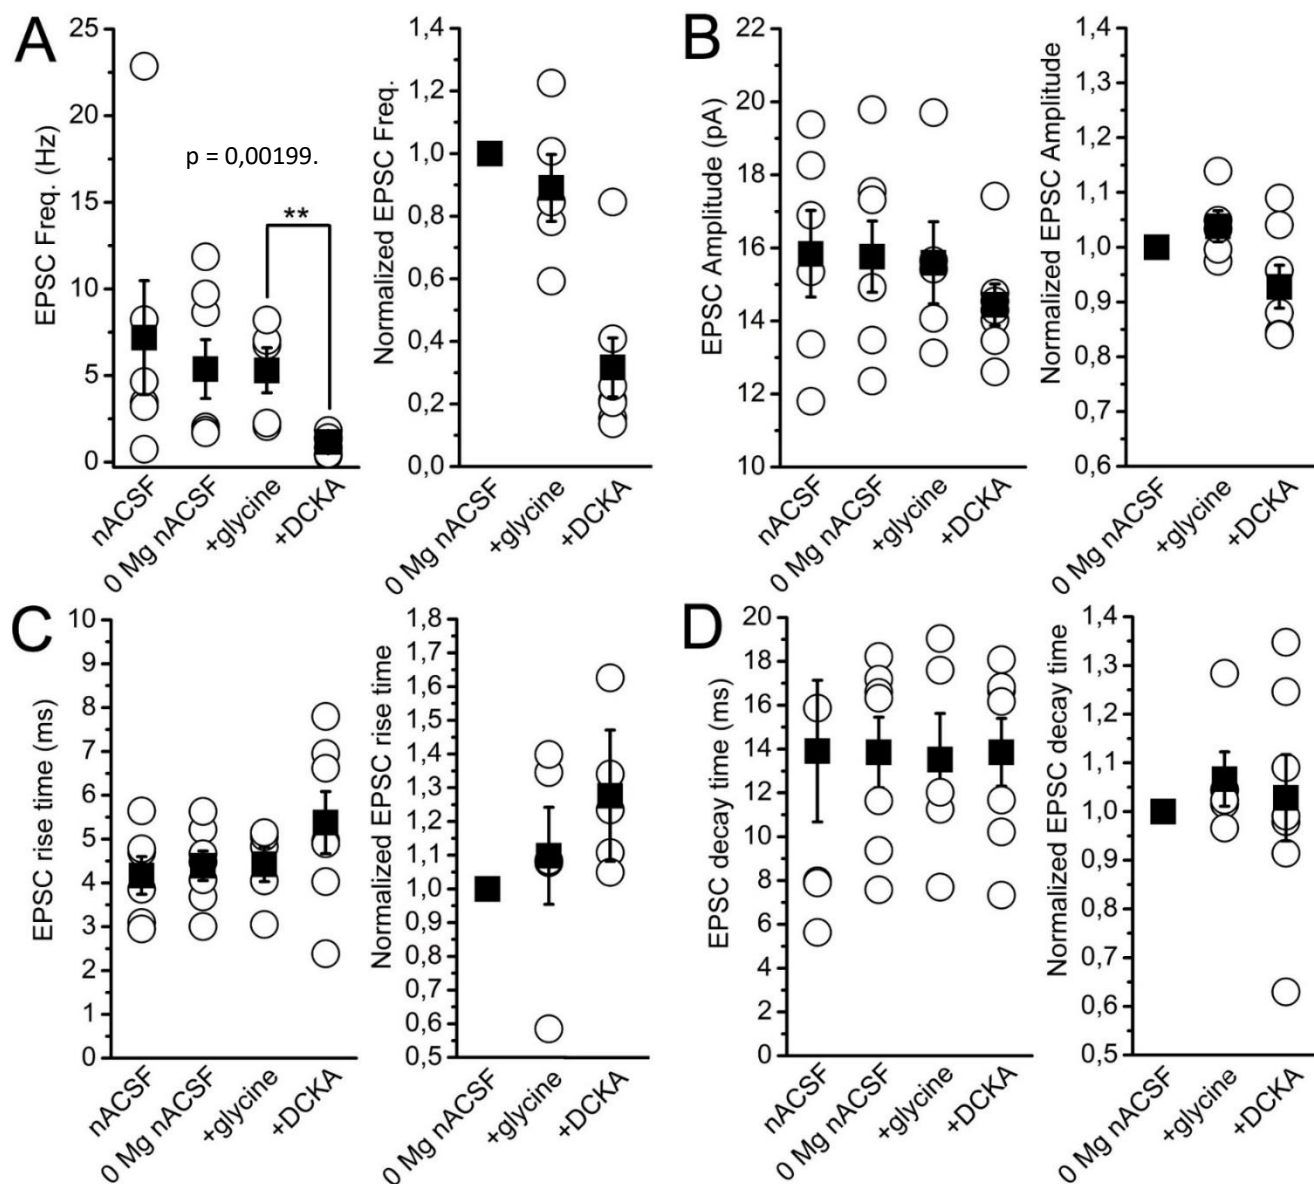 A
EPSC Freq. (Hz)
25
20
15
10
5
0
p = 0,00199.
**
nACSF
0 Mg nACSF
+glycine
+DCKA
Normalized EPSC Freq.
1,4
1,2
1,0
0,8
0,6
0,4
0,2
0,0
0 Mg nACSF
+glycine
+DCKA
B
EPSC Amplitude (pA)
22
20
18
16
14
12
10
nACSF
0 Mg nACSF
+glycine
+DCKA
Normalized EPSC Amplitude
1,4
1,3
1,2
1,1
1,0
0,9
0,8
0,7
0,6
0 Mg nACSF
+glycine
+DCKA
C
EPSC rise time (ms)
10
9
8
7
6
5
4
3
2
1
0
nACSF
0 Mg nACSF
+glycine
+DCKA
Normalized EPSC rise time
1,8
1,7
1,6
1,5
1,4
1,3
1,2
1,1
1,0
0,9
0,8
0,7
0,6
0,5
0 Mg nACSF
+glycine
+DCKA
D
EPSC decay time (ms)
20
18
16
14
12
10
8
6
4
2
0
nACSF
0 Mg nACSF
+glycine
+DCKA
Normalized EPSC decay time
1,4
1,3
1,2
1,1
1,0
0,9
0,8
0,7
0,6
0,5
0 Mg nACSF
+glycine
+DCKA